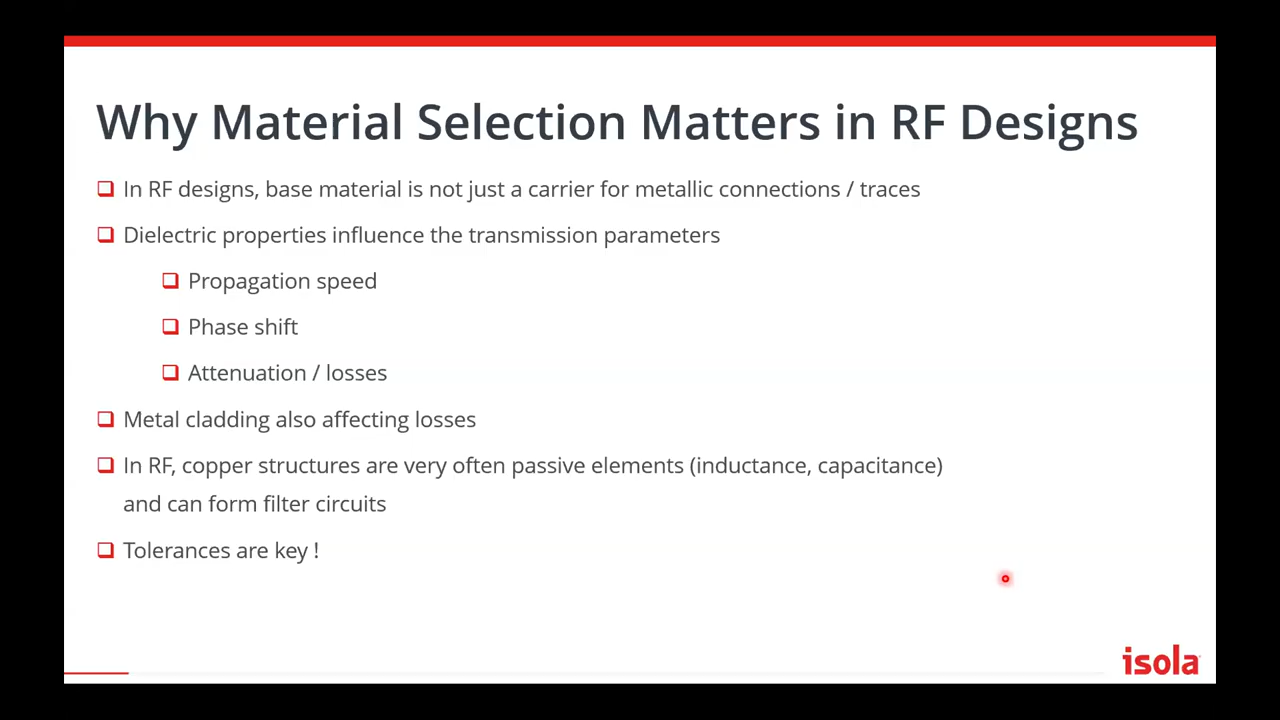 Why Material Selection Matters in RF Designs
In RF designs, base material is not just a carrier for metallic connections / traces
Dielectric properties influence the transmission parameters
Propagation speed
Phase shift
Attenuation / losses
Metal cladding also affecting losses
In RF, copper structures are very often passive elements (inductance, capacitance)
and can form filter circuits
Tolerances are key !
isola